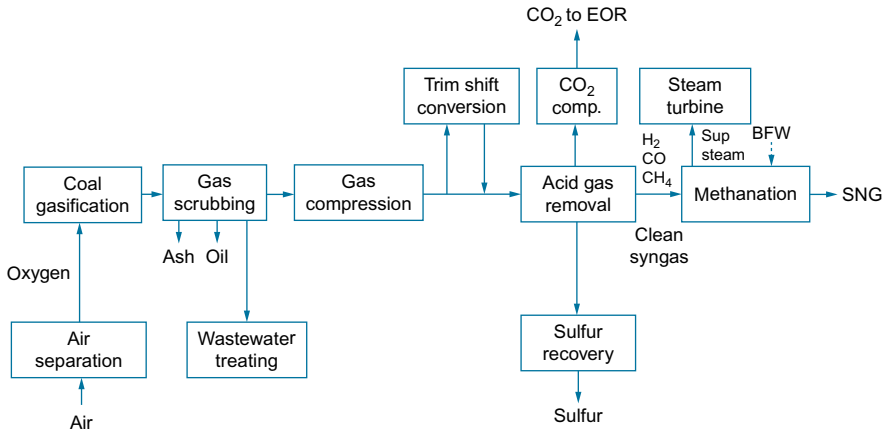 CO₂ to EOR
Trim shift
conversion
CO₂
comp.
Steam
turbine
H₂
CO
CH₄
Sup
steam
BFW
Coal
gasification
Gas
scrubbing
Gas
compression
Acid gas
removal
Methanation
SNG
Clean
syngas
Ash
Oil
Oxygen
Air
separation
Wastewater
treating
Sulfur
recovery
Air
Sulfur